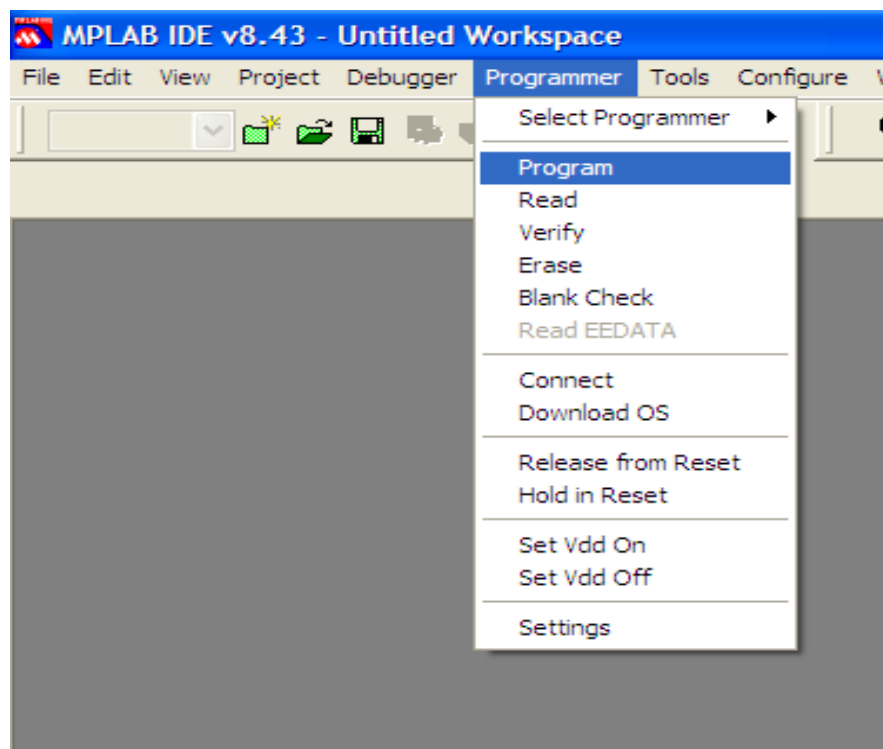 MPLAB IDE v8.43 - Untitled Workspace
File Edit View Project Debugger Programmer Tools Configure
Select Programmer
Program
Read
Verify
Erase
Blank Check
Read EEDATA
Connect
Download OS
Release from Reset
Hold in Reset
Set Vdd On
Set Vdd Off
Settings